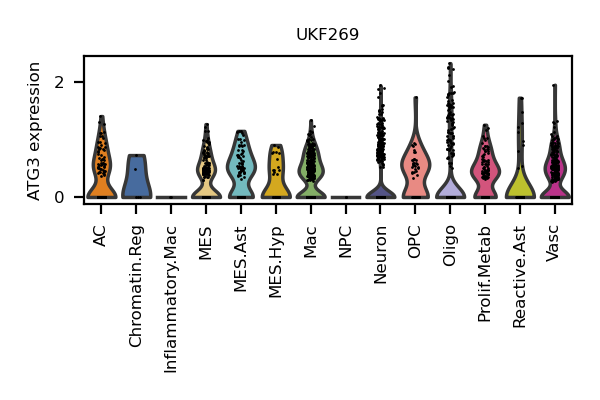 UKF269
ATG3 expression
2
0
AC
Chromatin.Reg
Inflammatory.Mac
MES
MES.Ast
MES.Hyp
Mac
NPC
Neuron
OPC
Oligo
Prolif.Metab
Reactive.Ast
Vasc